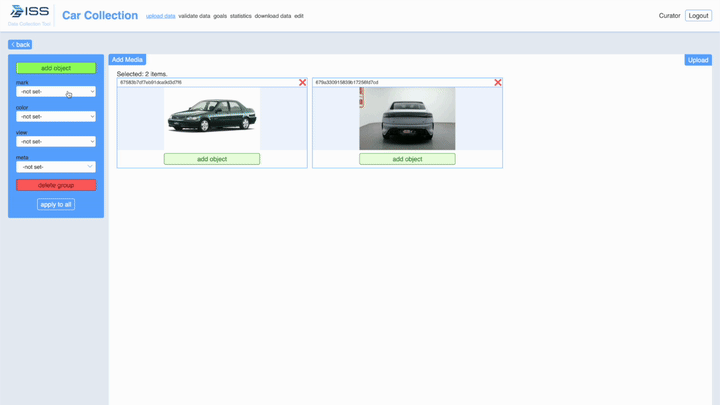 ISS
Data Collection Tool
Car Collection
upload data validate data goals statistics download data edit
Curator
Logout
< back
add object
mark
-not set-
color
-not set-
view
-not set-
meta
-not set-
delete group
apply to all
Add Media
Upload
Selected: 2 items.
add object
add object